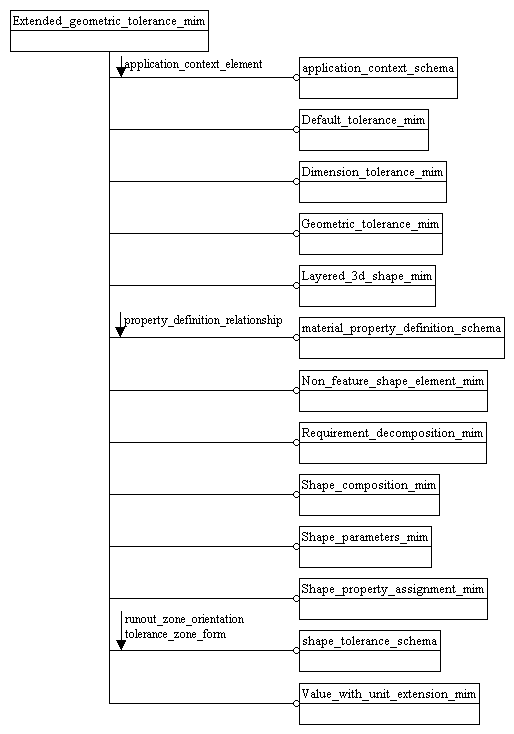 Extended_geometric_tolerance_mim
application_context_element
application_context_schema
Default_tolerance_mim
Dimension_tolerance_mim
Geometric_tolerance_mim
Layered_3d_shape_mim
property_definition_relationship
material_property_definition_schema
Non_feature_shape_element_mim
Requirement_decomposition_mim
Shape_composition_mim
Shape_parameters_mim
Shape_property_assignment_mim
runout_zone_orientation
tolerance_zone_form
shape_tolerance_schema
Value_with_unit_extension_mim